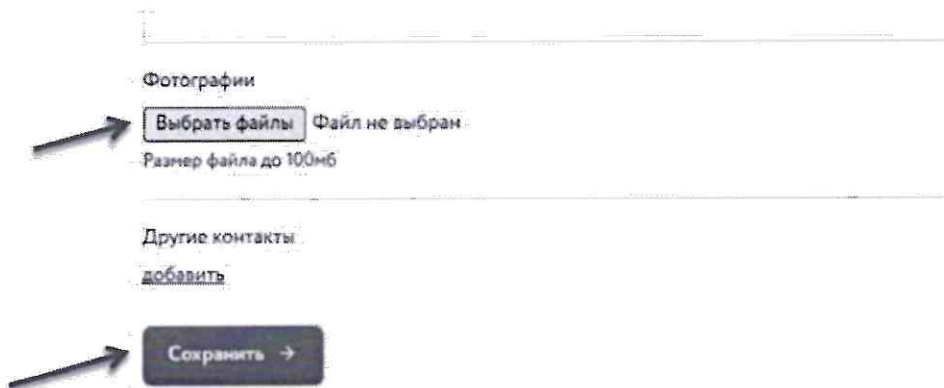 Фотографии
Выбрать файлы Файл не выбран
Размер файла до 100мб
Другие контакты
добавить
Сохранить →